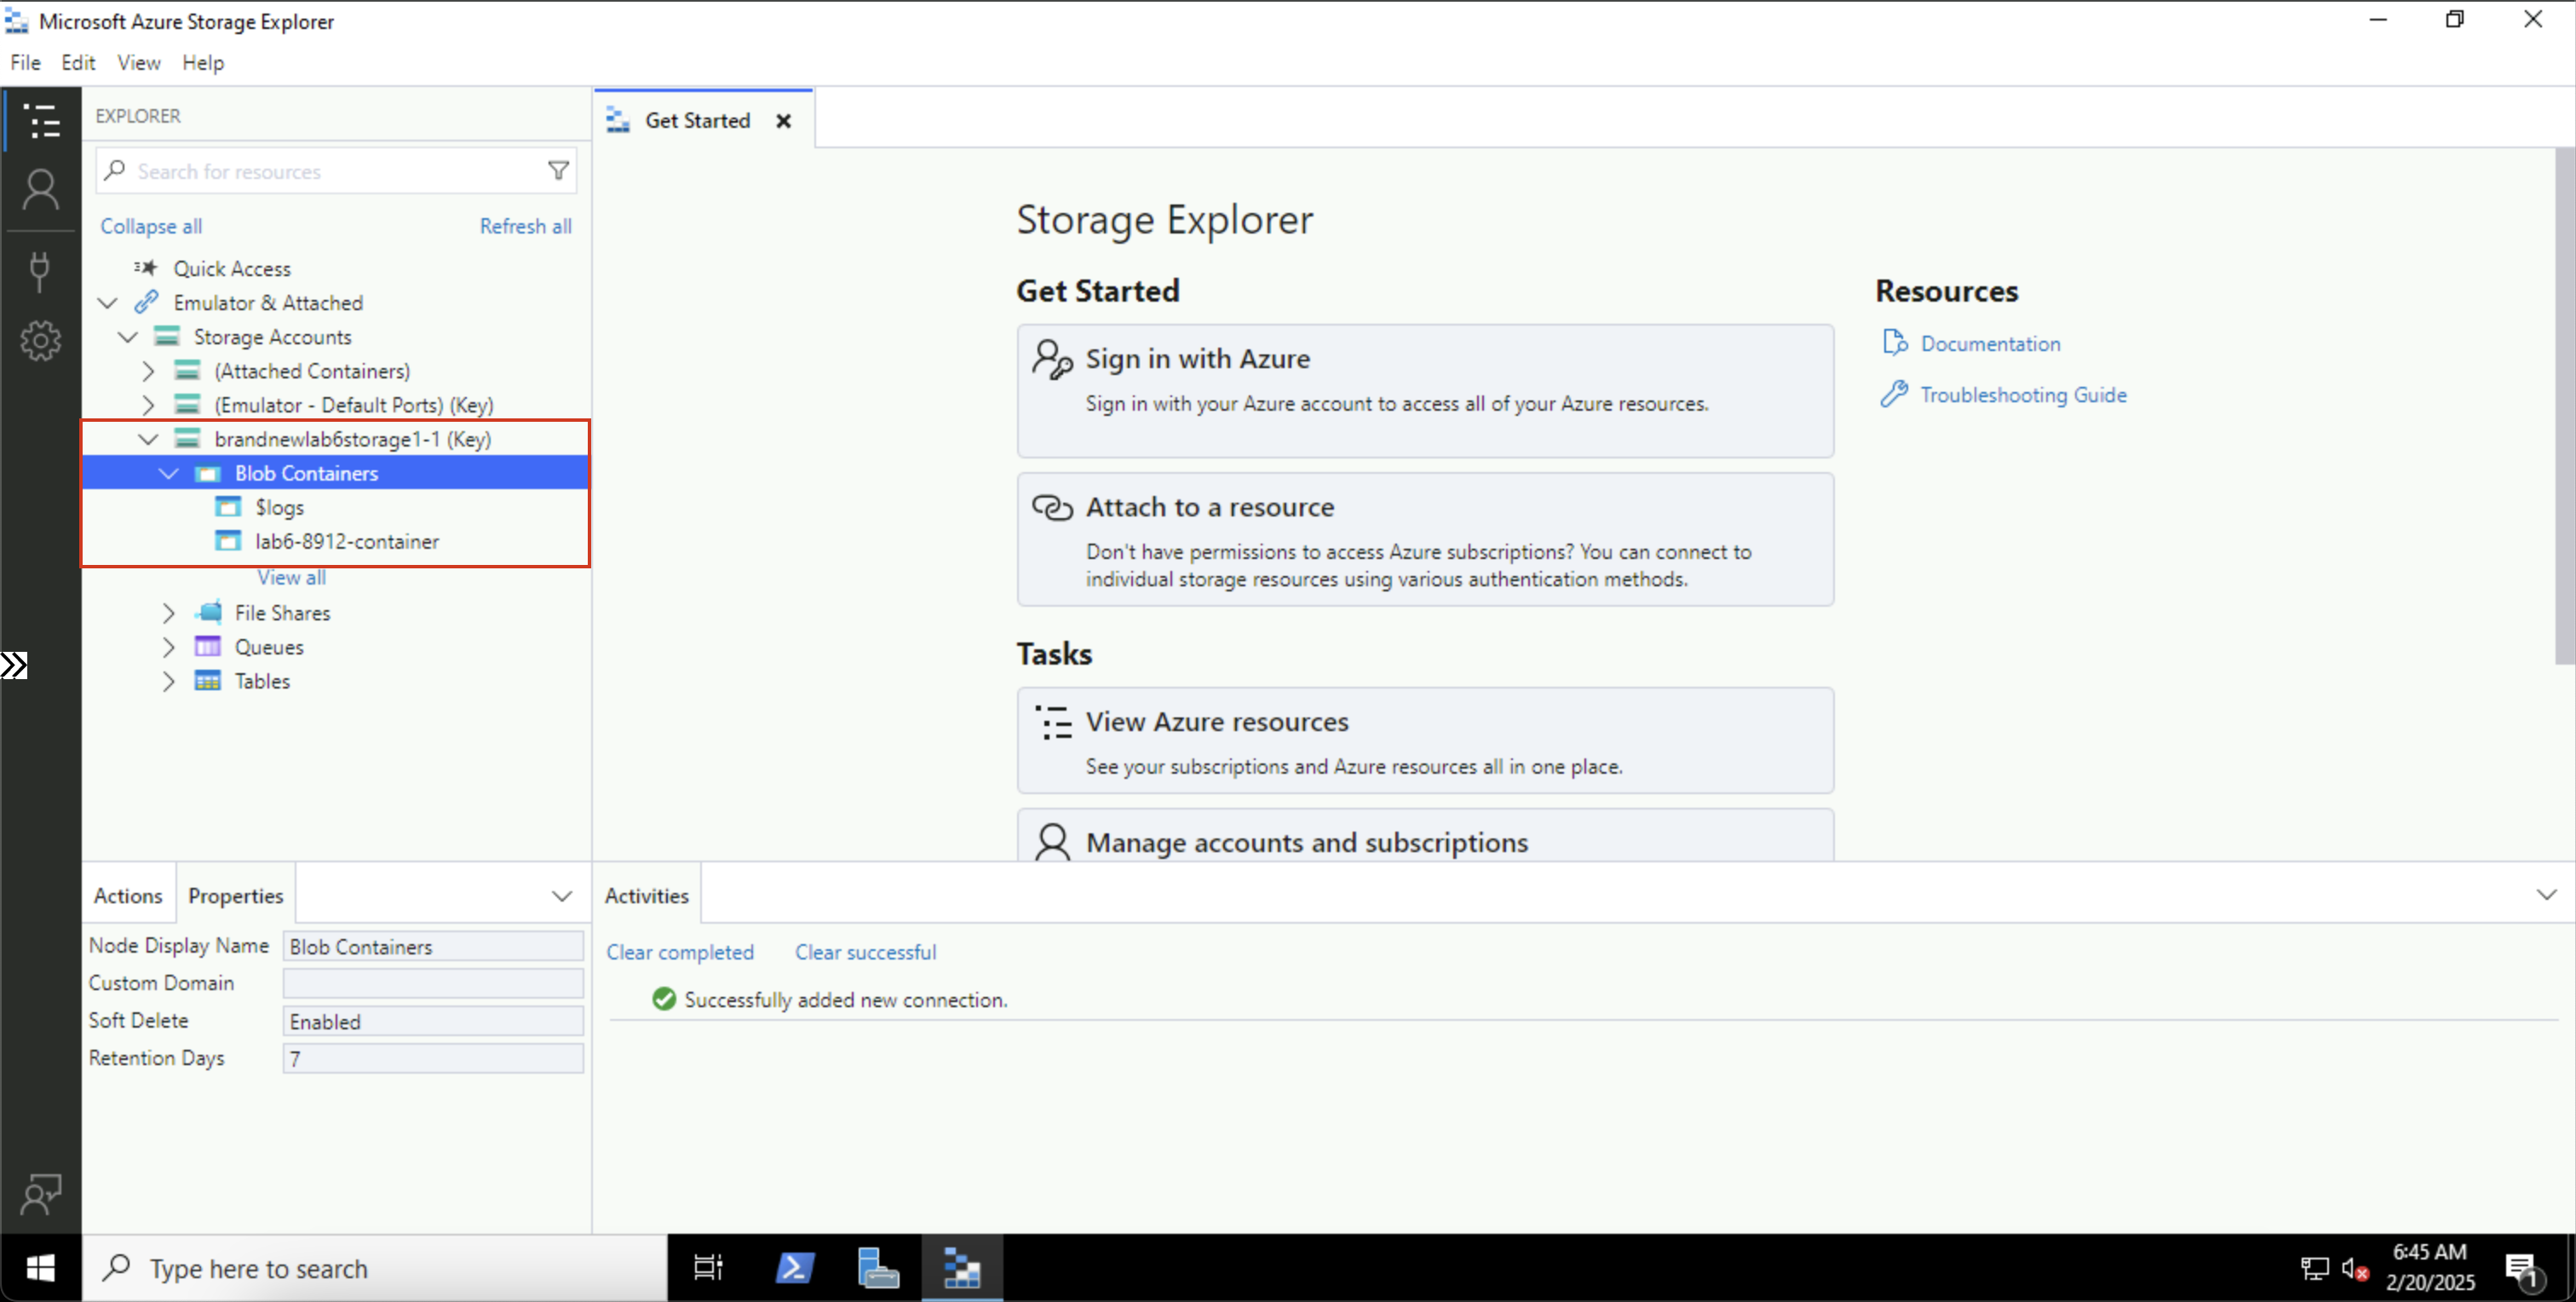 Microsoft Azure Storage Explorer
File Edit View Help
EXPLORER
Search for resources
Collapse all Refresh all
Quick Access
Emulator & Attached
Storage Accounts
(Attached Containers)
(Emulator - Default Ports) (Key)
brandnewlab6storage1-1 (Key)
Blob Containers
$logs
lab6-8912-container
View all
File Shares
Queues
Tables
Get Started
Storage Explorer
Get Started
Sign in with Azure
Sign in with your Azure account to access all of your Azure resources.
Attach to a resource
Don't have permissions to access Azure subscriptions? You can connect to
individual storage resources using various authentication methods.
Tasks
View Azure resources
See your subscriptions and Azure resources all in one place.
Manage accounts and subscriptions
Resources
Documentation
Troubleshooting Guide
Actions Properties
Node Display Name Blob Containers
Custom Domain
Soft Delete Enabled
Retention Days 7
Activities
Clear completed Clear successful
Successfully added new connection.
Type here to search
6:45 AM
2/20/2025
1